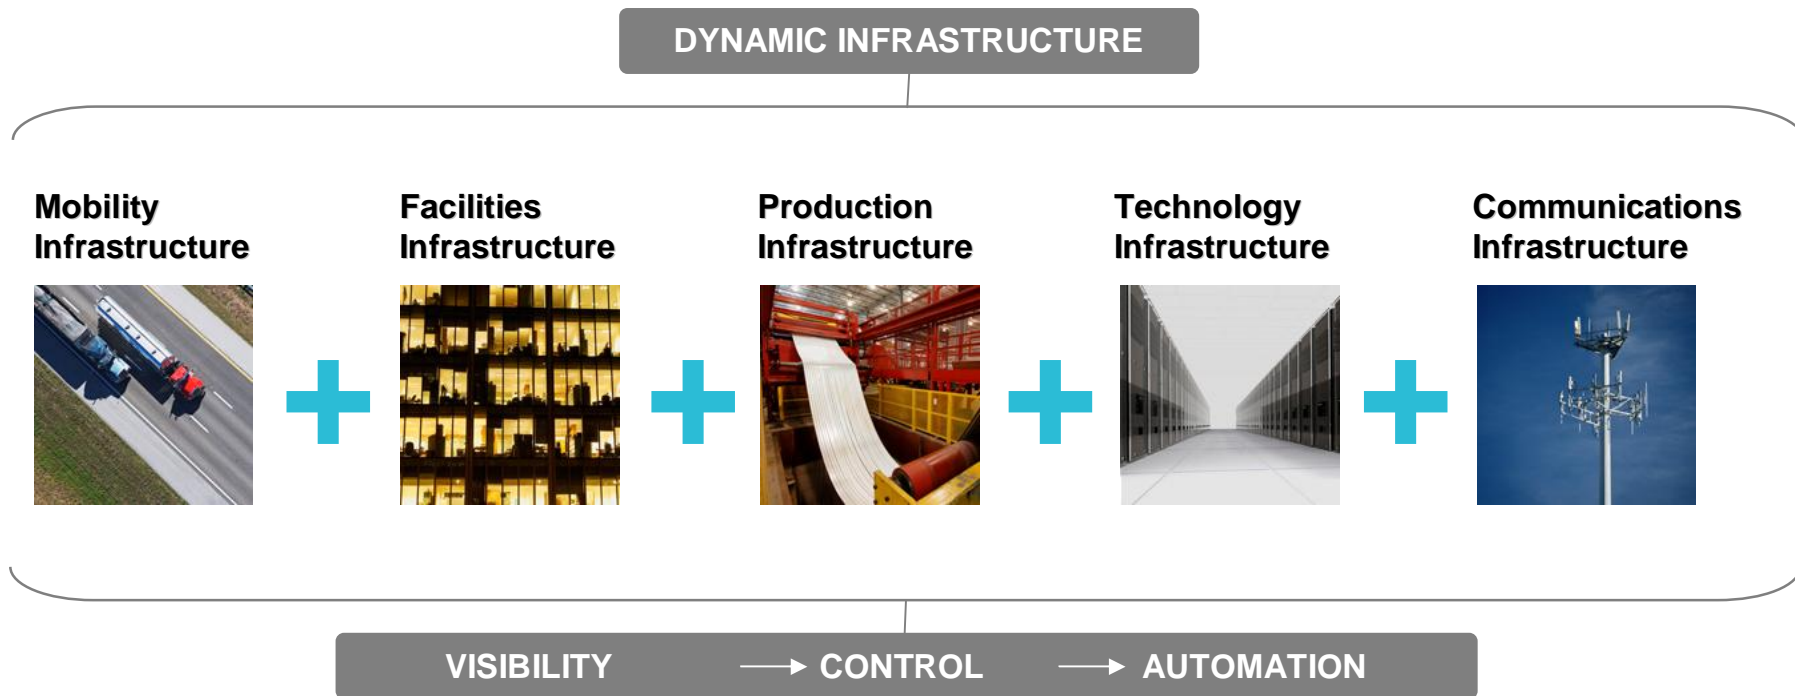 DYNAMIC INFRASTRUCTURE
Mobility
Infrastructure
Facilities
Infrastructure
Production
Infrastructure
Technology
Infrastructure
Communications
Infrastructure
VISIBILITY → CONTROL → AUTOMATION